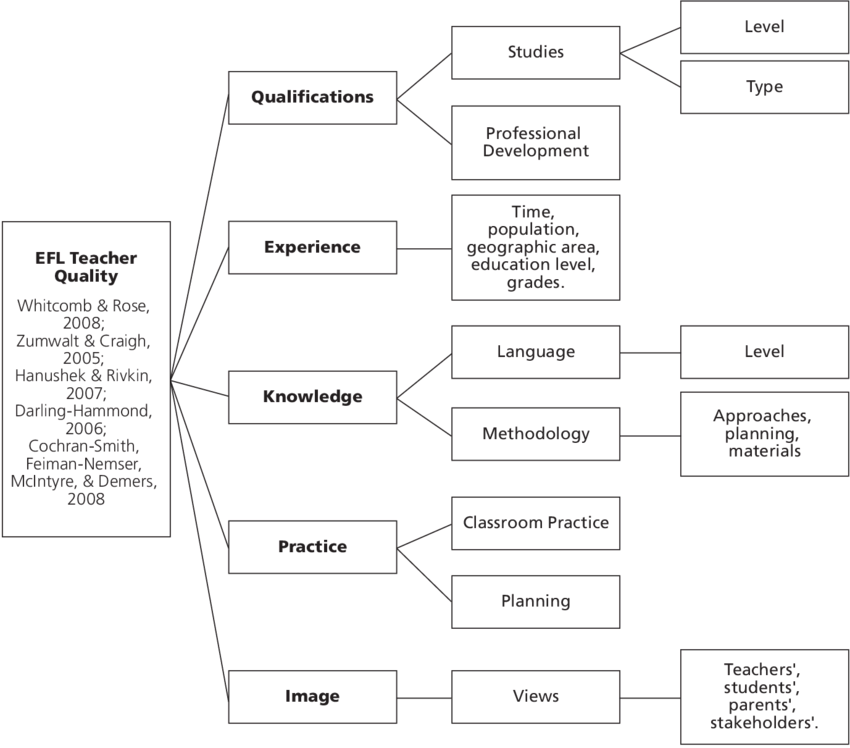 EFL Teacher
Quality
Whitcomb & Rose,
2008;
Zumwalt & Craigh,
2005;
Hanushek & Rivkin,
2007;
Darling-Hammond,
2006;
Cochran-Smith,
Feiman-Nemser,
McIntyre, & Demers,
2008
Qualifications
Studies
Level
Type
Professional
Development
Experience
Time,
population,
geographic area,
education level,
grades.
Knowledge
Language
Level
Methodology
Approaches,
planning,
materials
Practice
Classroom Practice
Planning
Image
Views
Teachers',
students',
parents',
stakeholders'.